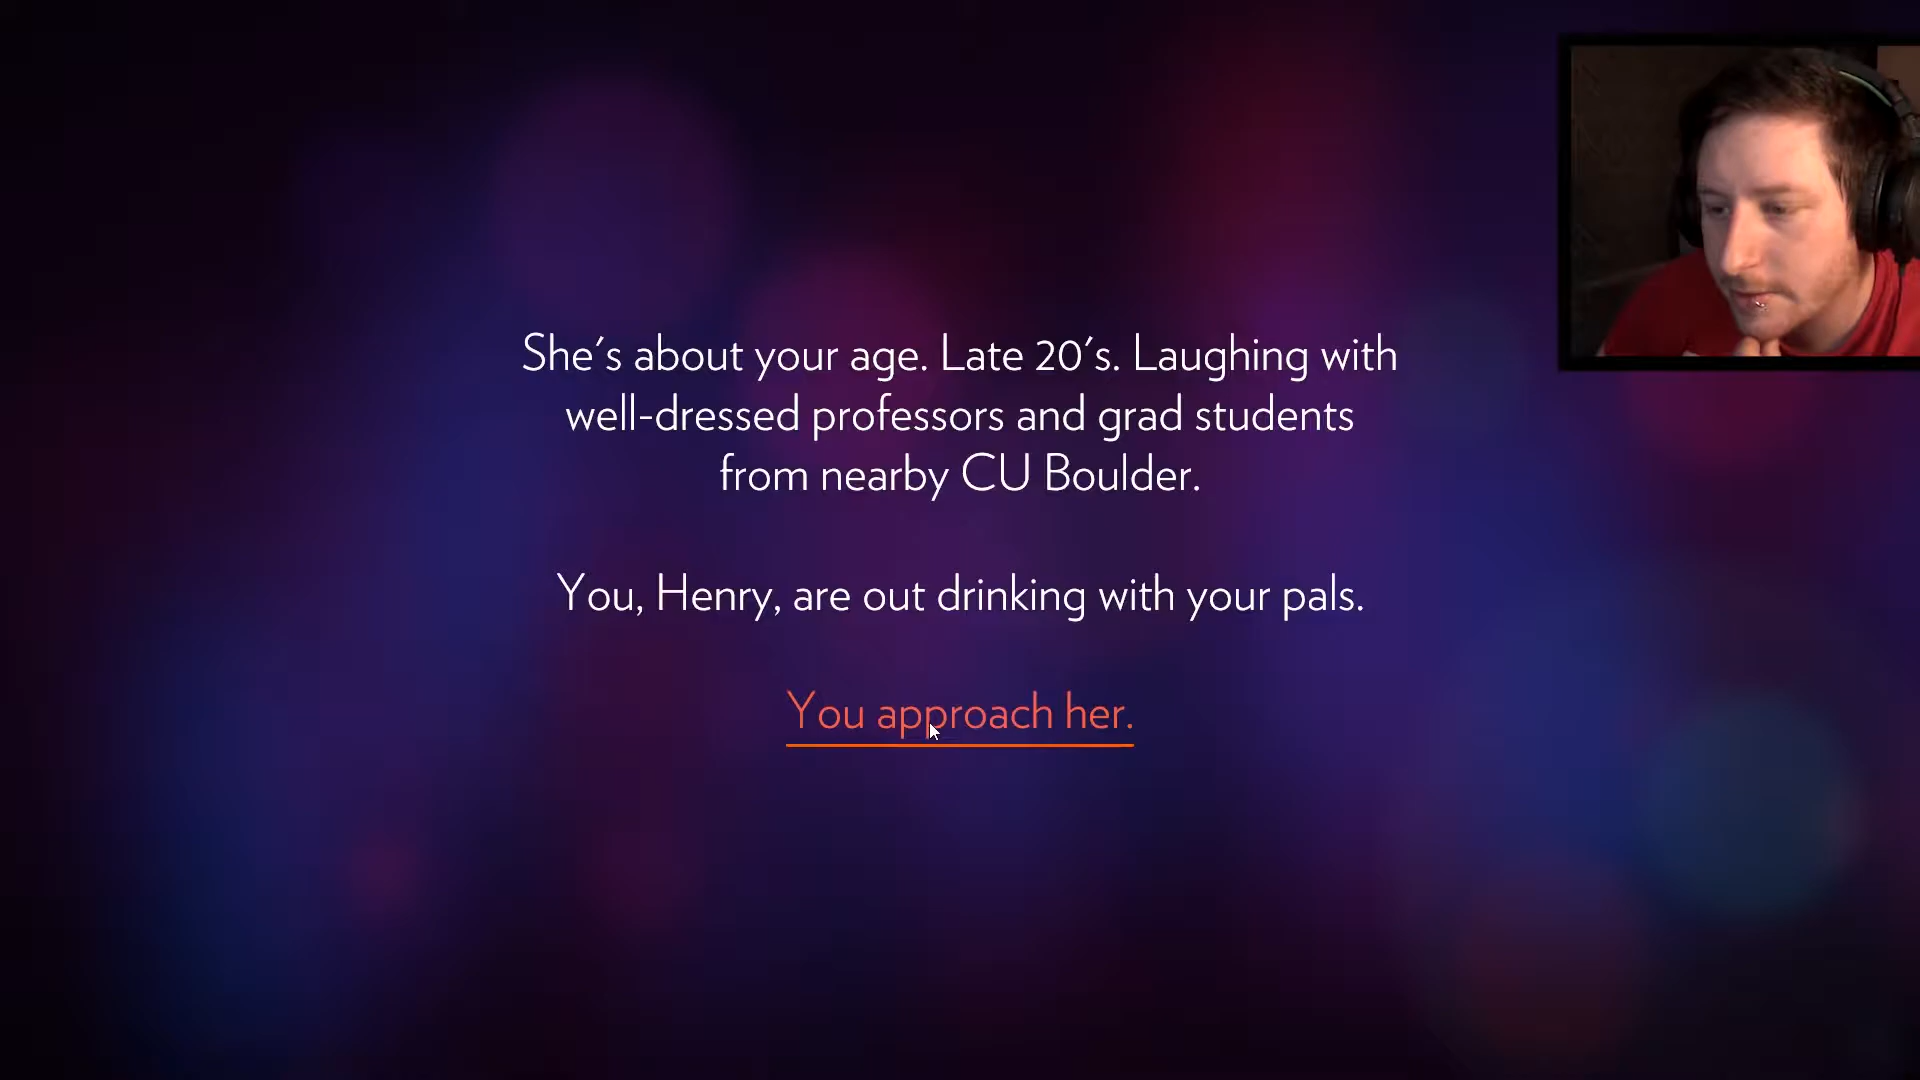 She's about your age. Late 20's. Laughing with
well-dressed professors and grad students
from nearby CU Boulder.
You, Henry, are out drinking with your pals.
You approach her.